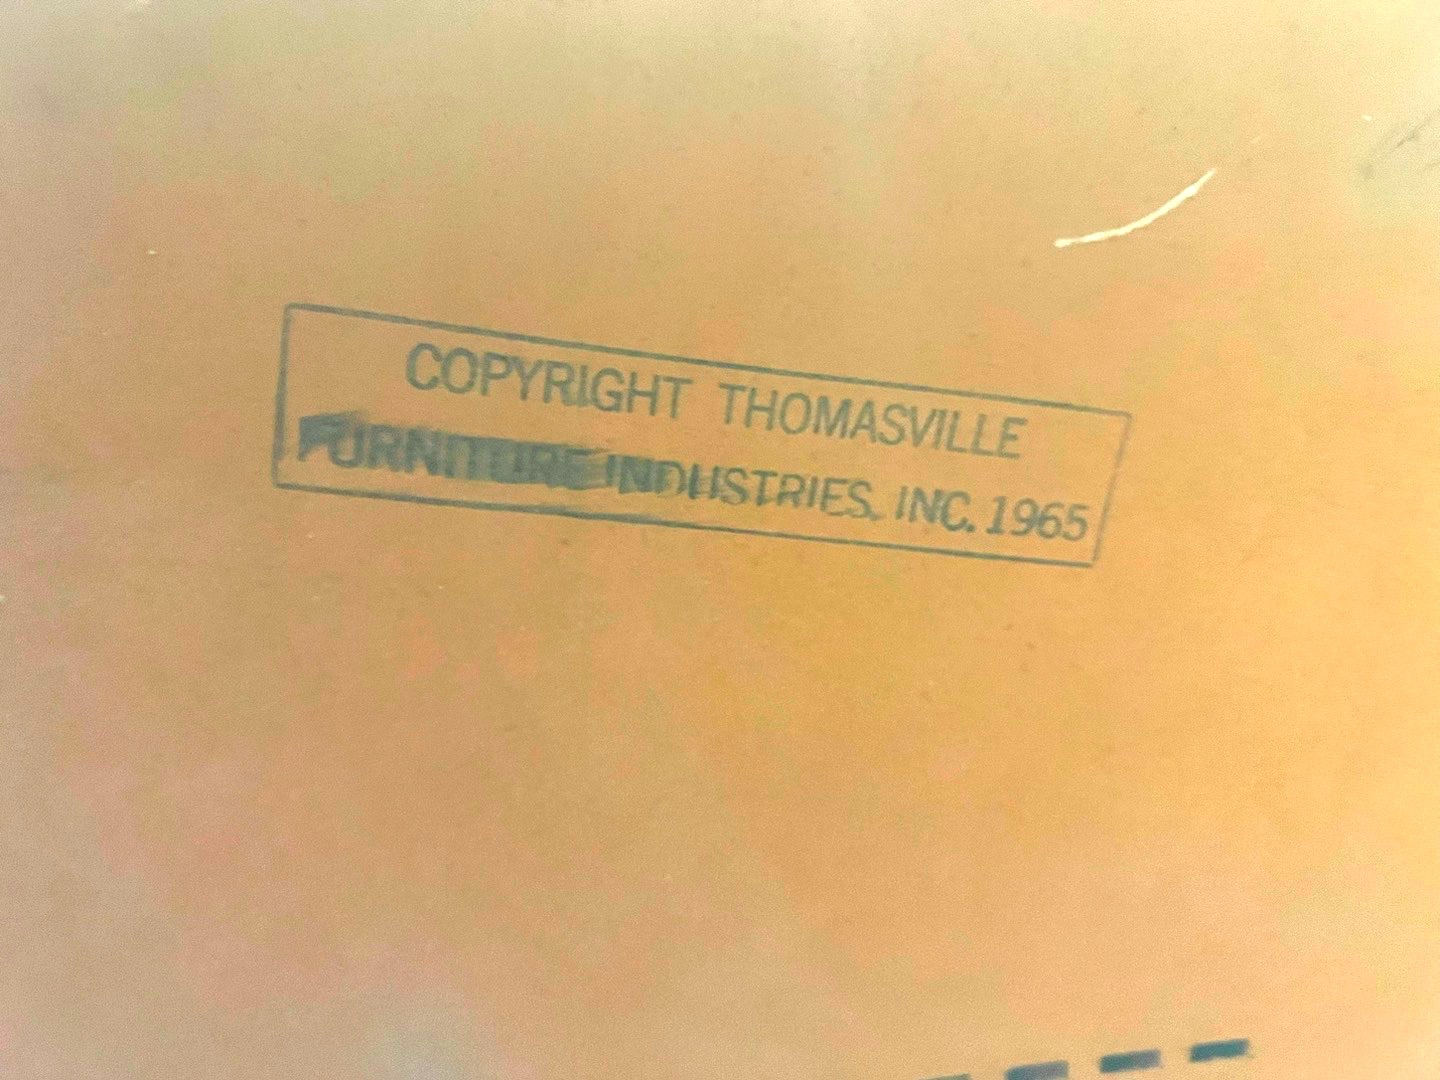 COPYRIGHT THOMASVILLE
FURNITURE INDUSTRIES, INC. 1965